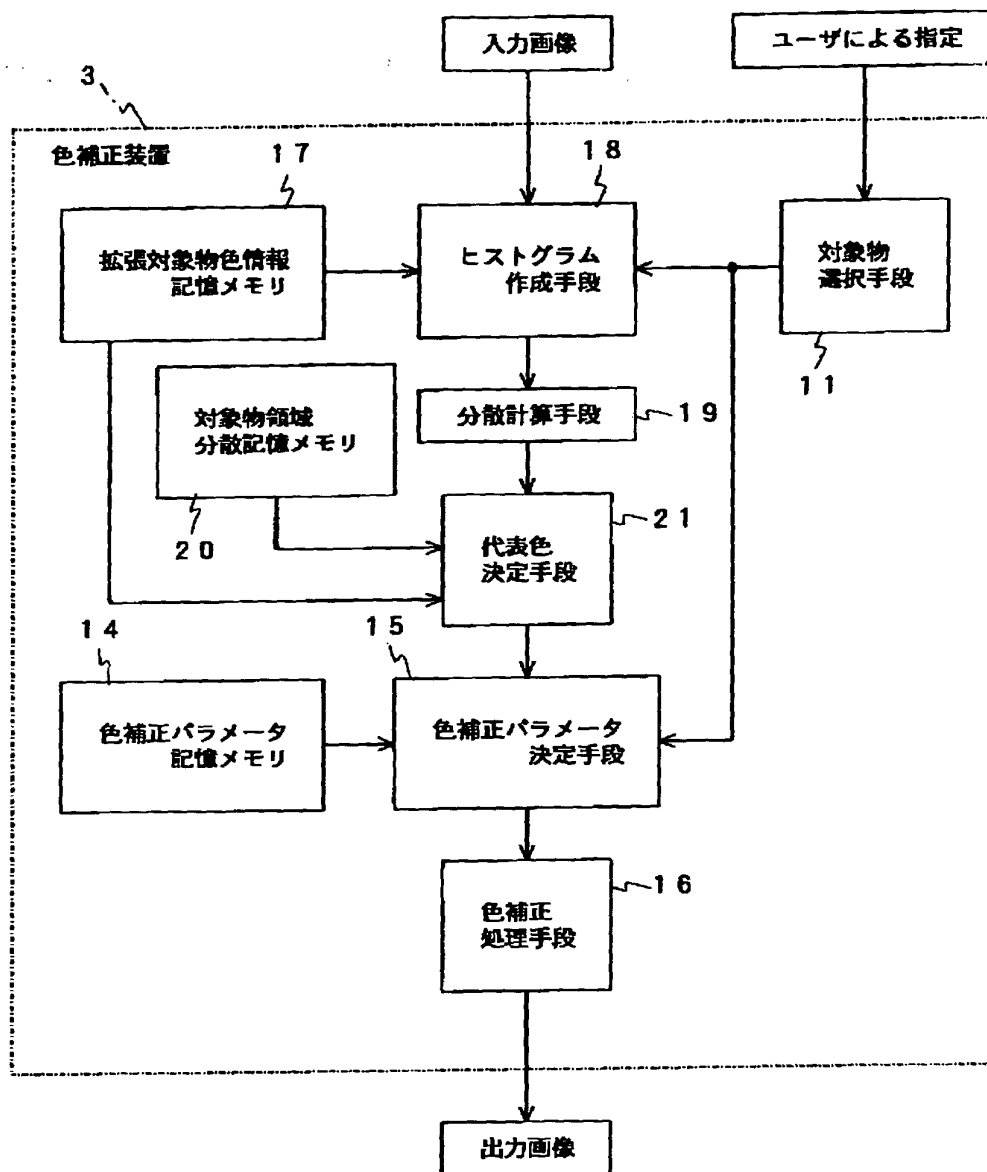 入力画像
ユーザによる指定
3
色補正装置
17
18
拡張対象物色情報
記憶メモリ
ヒストグラム
作成手段
対象物
選択手段
11
対象物領域
分散記憶メモリ
分散計算手段
19
20
代表色
決定手段
21
14
15
色補正パラメータ
記憶メモリ
色補正パラメータ
決定手段
色補正
処理手段
16
出力画像